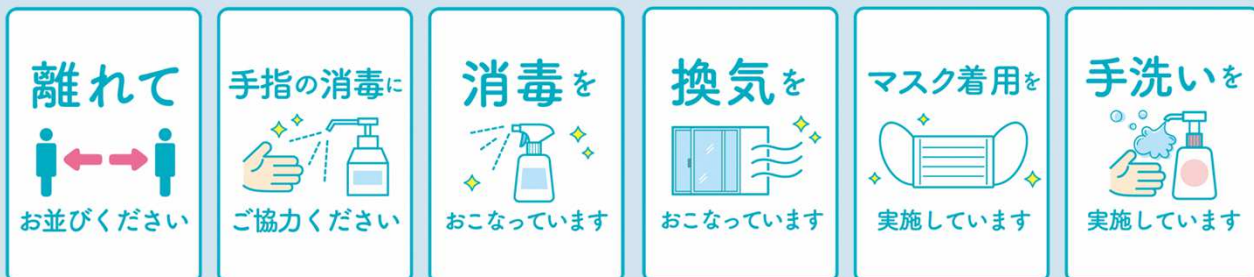 離れて
お並びください
手指の消毒に
ご協力ください
消毒を
おこなっています
換気を
おこなっています
マスク着用を
実施しています
手洗いを
実施しています